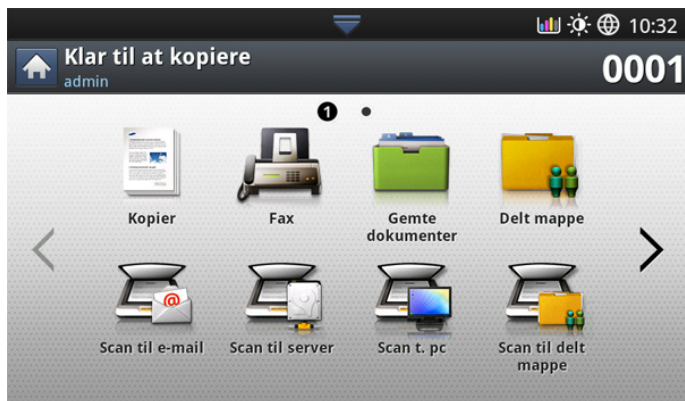 10:32
Klar til at kopiere
admin
0001
1
Kopier
Fax
Gemte
dokumenter
Delt mappe
@
Scan til e-mail
Scan til server
Scan t. pc
Scan til delt
mappe